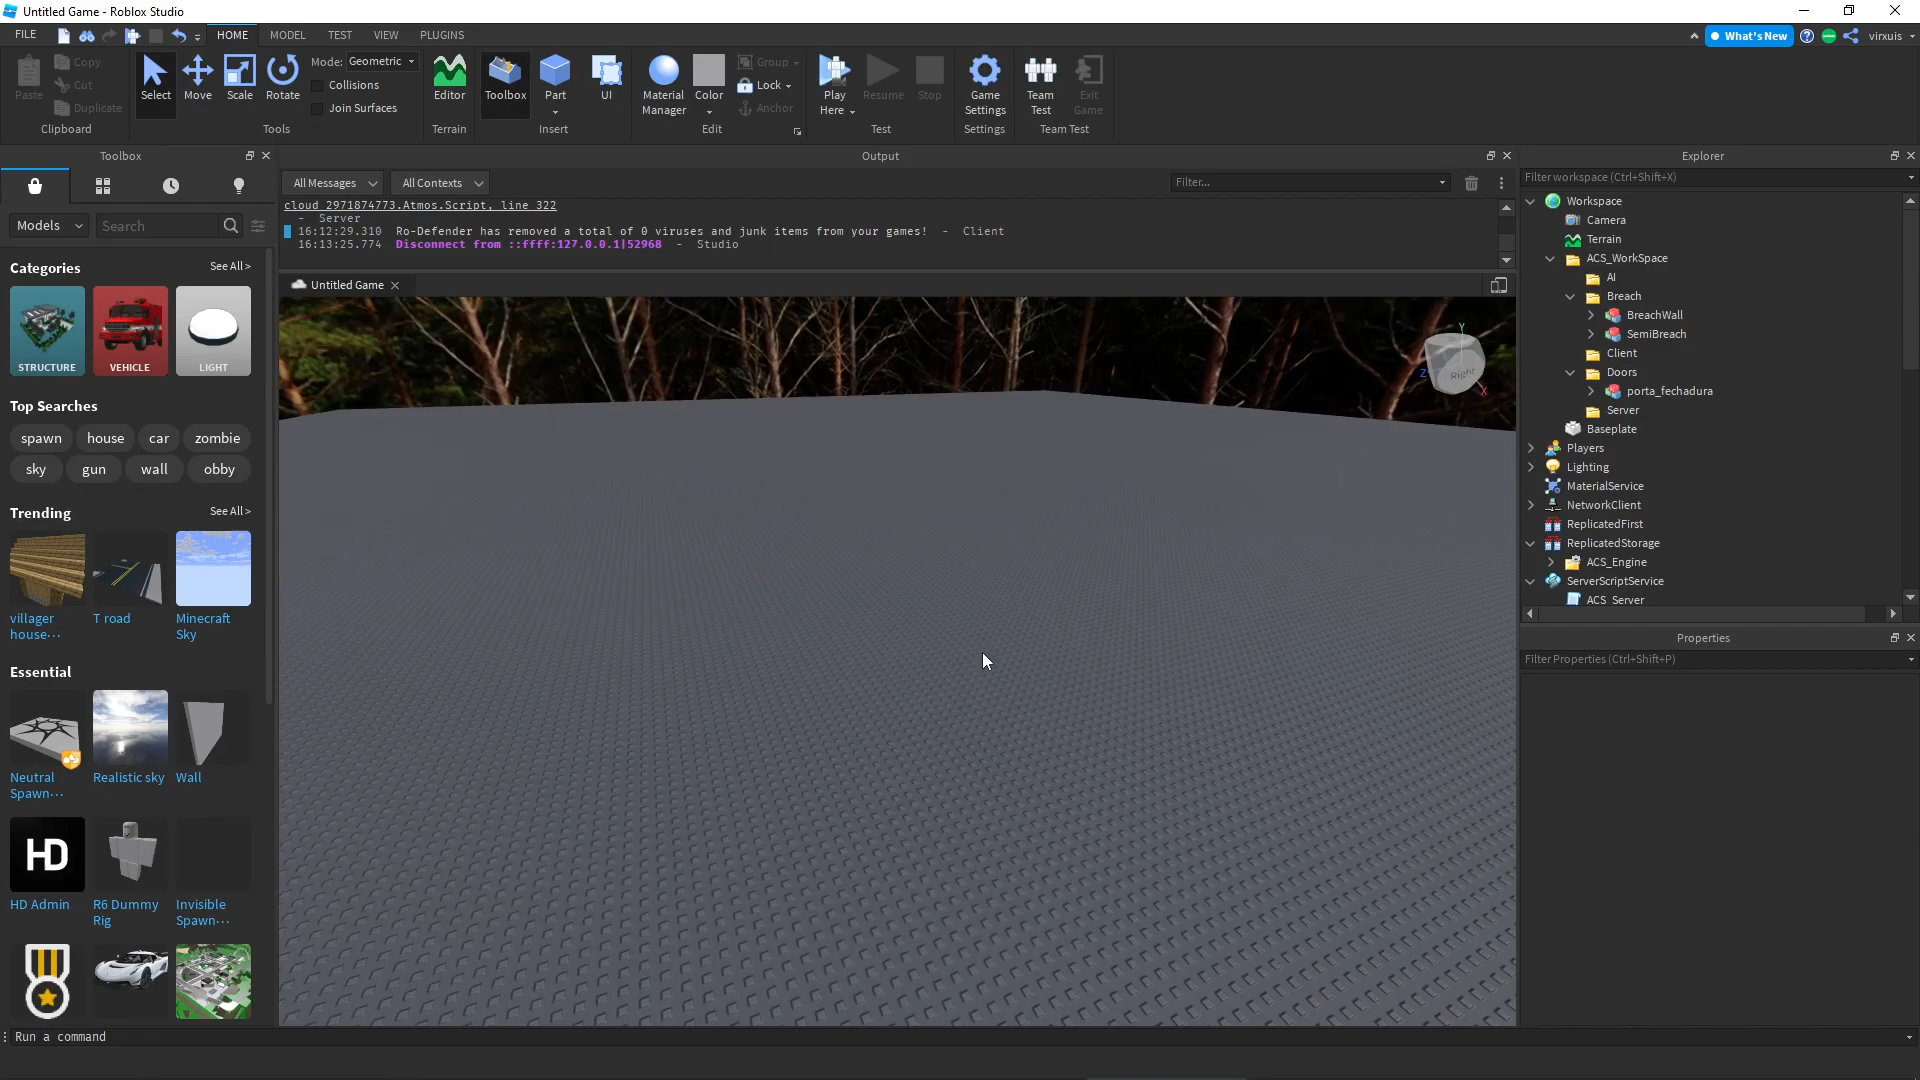 Untitled Game - Roblox Studio
FILE
HOME
MODEL
TEST
VIEW
PLUGINS
What's New
virxuis
Paste
Copy
Cut
Duplicate
Clipboard
Select
Move
Scale
Rotate
Mode:
Geometric
Collisions
Join Surfaces
Tools
Editor
Terrain
Toolbox
Part
UI
Insert
Material
Manager
Color
Group
Lock
Anchor
Edit
Play
Here
Resume
Stop
Test
Game
Settings
Settings
Team
Test
Exit
Game
Team Test
Toolbox
Models
Search
Categories
See All >
STRUCTURE
VEHICLE
LIGHT
Top Searches
spawn
house
car
zombie
sky
gun
wall
obby
Trending
See All >
villager
house...
T road
Minecraft
Sky
Essential
Neutral
Spawn...
Realistic sky
Wall
HD
HD Admin
R6 Dummy
Rig
Invisible
Spawn...
Output
All Messages
All Contexts
Filter...
cloud_2971874773.Atmos.Script, line 322
- Server
16:12:29.310 Ro-Defender has removed a total of 0 viruses and junk items from your games! - Client
16:13:25.774 Disconnect from ::ffff:127.0.0.1|52968 - Studio
Untitled Game
Y
Z
X
Right
Explorer
Filter workspace (Ctrl+Shift+X)
Workspace
Camera
Terrain
ACS_WorkSpace
AI
Breach
BreachWall
SemiBreach
Client
Doors
porta_fechadura
Server
Baseplate
Players
Lighting
MaterialService
NetworkClient
ReplicatedFirst
ReplicatedStorage
ACS_Engine
ServerScriptService
ACS_Server
Properties
Filter Properties (Ctrl+Shift+P)
Run a command